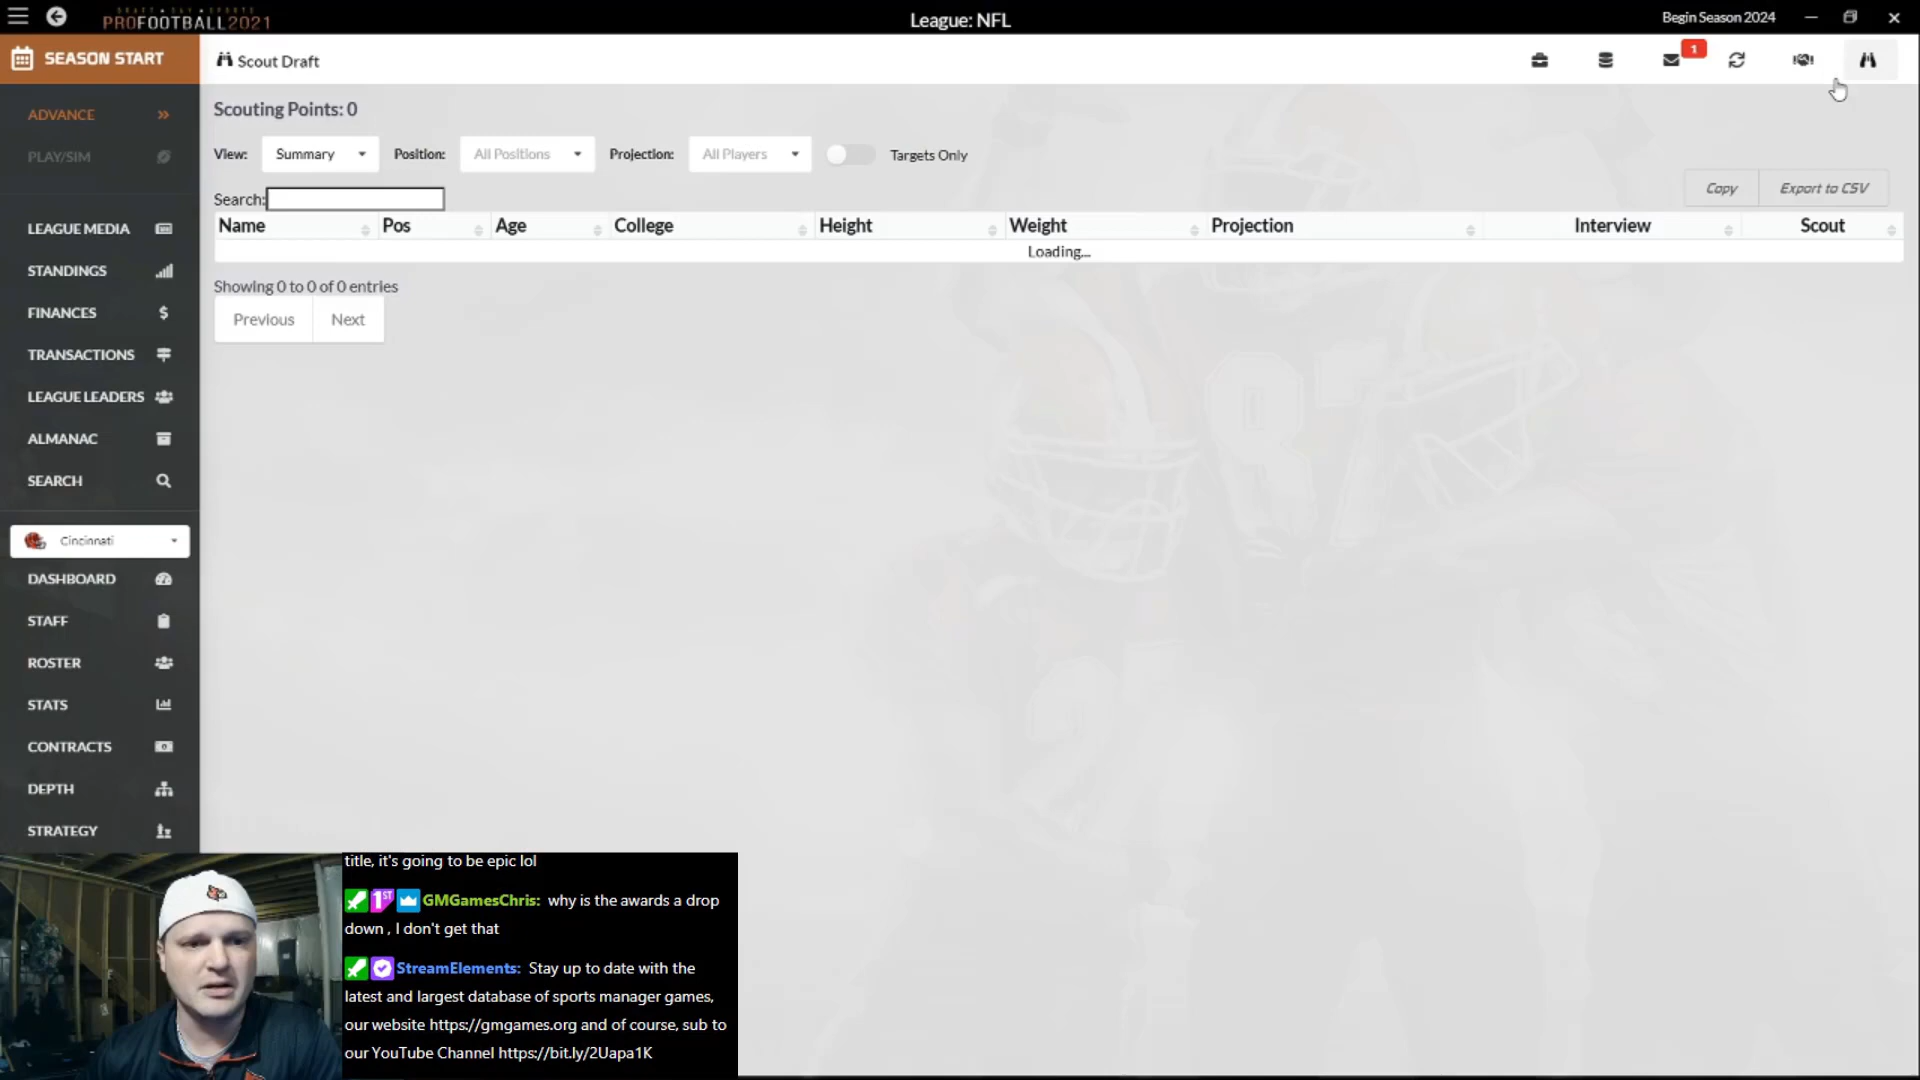 DRAFT DAY SPORTS
PROFOOTBALL2021
League: NFL
Begin Season 2024
SEASON START
Scout Draft
1
ADVANCE
PLAY/SIM
LEAGUE MEDIA
STANDINGS
FINANCES
TRANSACTIONS
LEAGUE LEADERS
ALMANAC
SEARCH
Cincinnati
DASHBOARD
STAFF
ROSTER
STATS
CONTRACTS
DEPTH
STRATEGY
Scouting Points: 0
View: Summary Position: All Positions Projection: All Players Targets Only
Copy Export to CSV
Search:
Name Pos Age College Height Weight Projection Interview Scout
Loading...
Showing 0 to 0 of 0 entries
Previous Next
title, it's going to be epic lol
1ST GMGamesChris: why is the awards a drop
down , I don't get that
StreamElements: Stay up to date with the
latest and largest database of sports manager games,
our website https://gmgames.org and of course, sub to
our YouTube Channel https://bit.ly/2Uapa1K